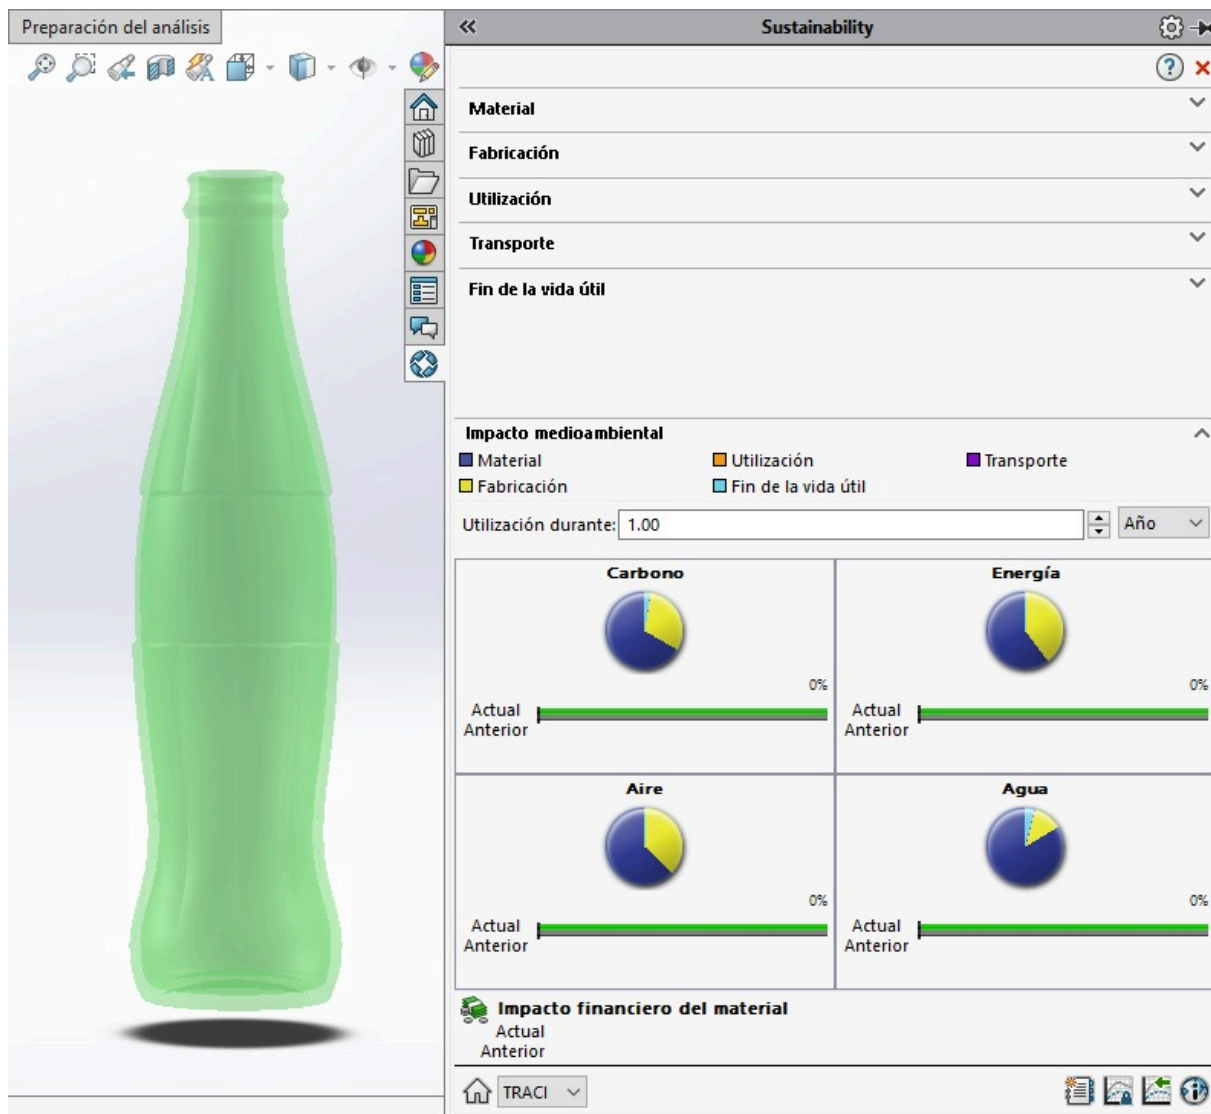 Preparación del análisis
Sustainability
Material
Fabricación
Utilización
Transporte
Fin de la vida útil
Impacto medioambiental
Material Utilización Transporte
Fabricación Fin de la vida útil
Utilización durante: 1.00 Año
Carbono
0%
Actual
Anterior
Energía
0%
Actual
Anterior
Aire
0%
Actual
Anterior
Agua
0%
Actual
Anterior
Impacto financiero del material
Actual
Anterior
TRACI